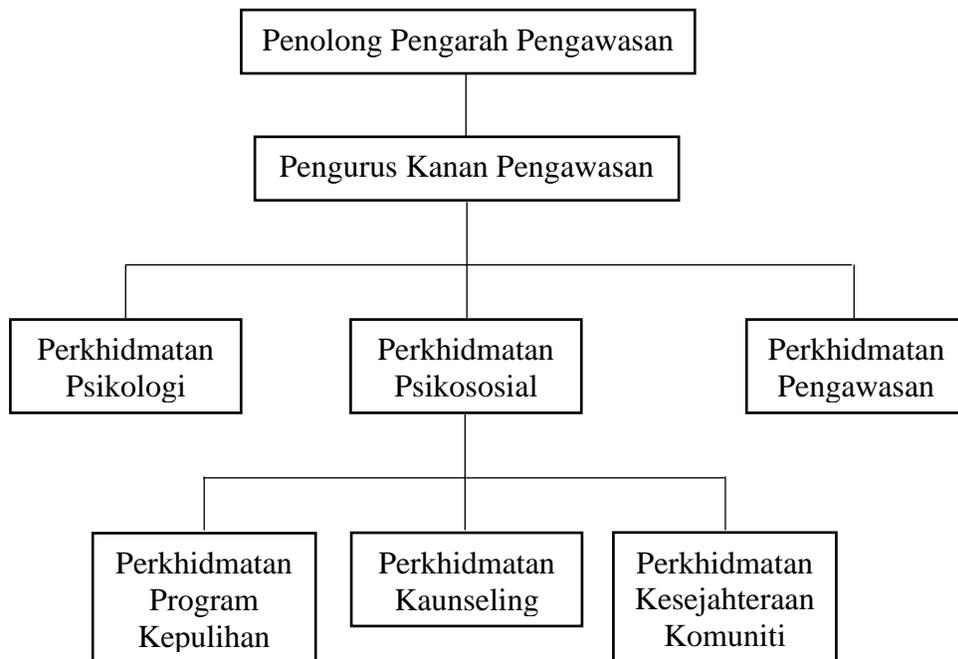 Penolong Pengarah Pengawasan
Pengurus Kanan Pengawasan
Perkhidmatan
Psikologi
Perkhidmatan
Psikososial
Perkhidmatan
Pengawasan
Perkhidmatan
Program
Kepulihan
Perkhidmatan
Kaunseling
Perkhidmatan
Kesejahteraan
Komuniti